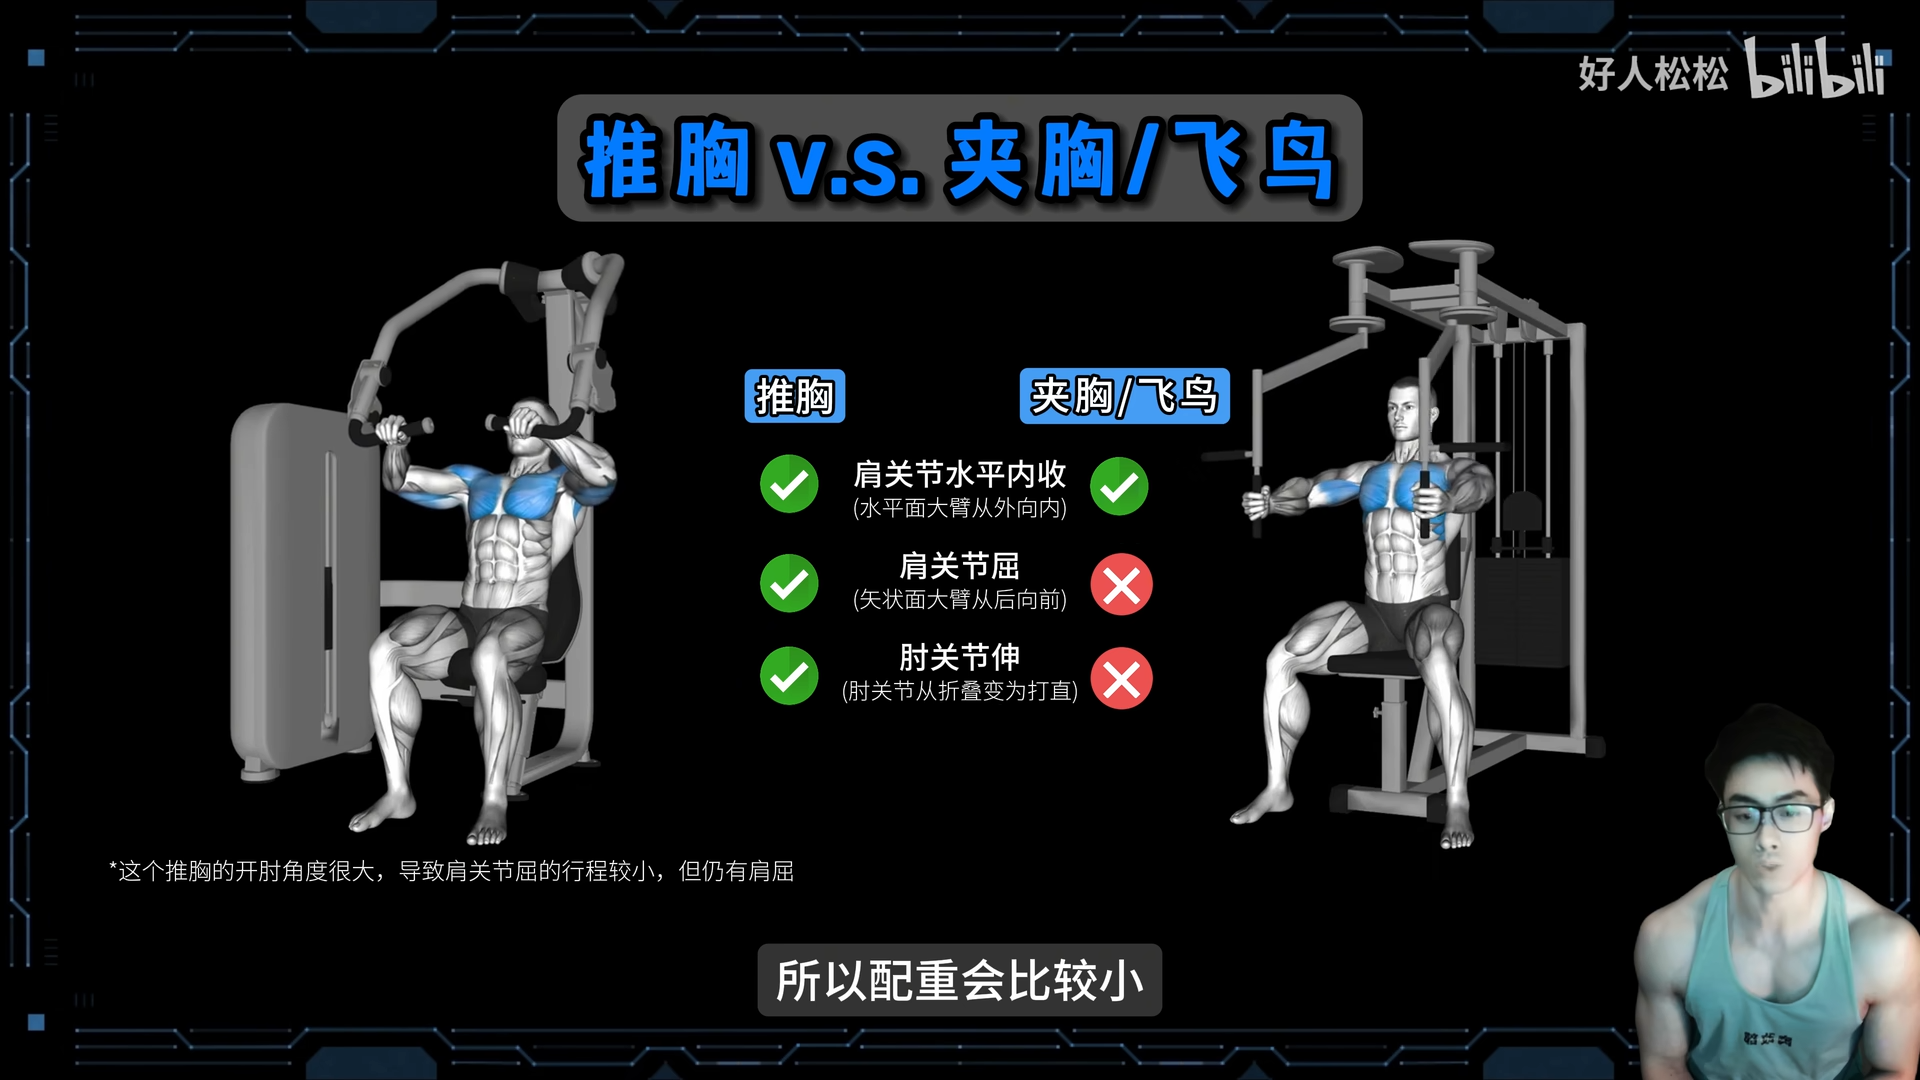 好人松松 bilibili
推胸 v.s. 夹胸/飞鸟
推胸
夹胸/飞鸟
肩关节水平内收
(水平面大臂从外向内)
肩关节屈
(矢状面大臂从后向前)
肘关节伸
(肘关节从折叠变为打直)
*这个推胸的开肘角度很大，导致肩关节屈的行程较小，但仍有肩屈
所以配重会比较小